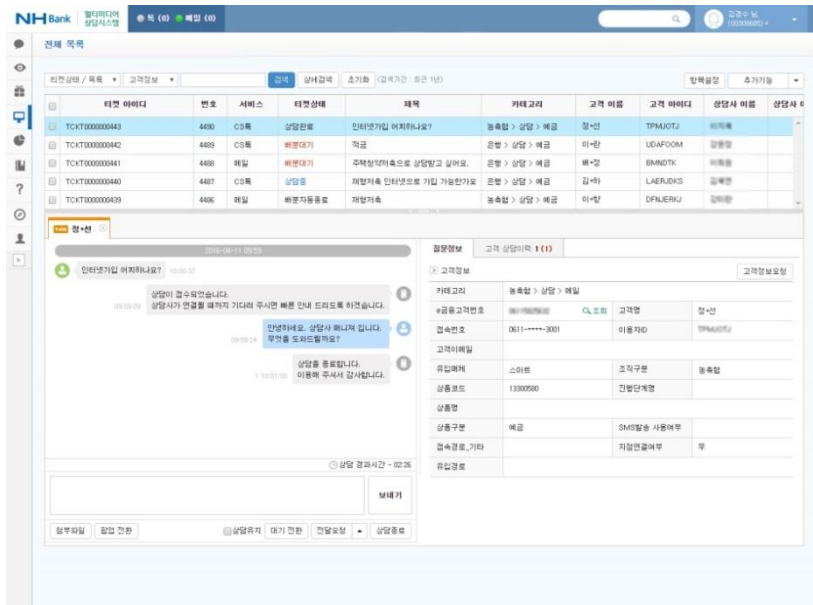 NH Bank 멀티미디어 상담시스템 톡 (0) 메일 (0)
전체 목록
티켓상태 / 목록 고객정보 검색 상세검색 초기화 (검색기간 : 최근 1년) 항목설정 추가기능
티켓 아이디 번호 서비스 티켓상태 제목 카테고리 고객 이름 고객 아이디 상담사 이름
TCKT0000000443 4490 CS톡 상담완료 인터넷가입 어찌하나요? 농축협 > 상담 > 예금 정*선 TPMJOTJ
TCKT0000000442 4489 CS톡 배분대기 적금 은행 > 상담 > 예금 이*란 UDAFOOM
TCKT0000000441 4488 메일 배분대기 주택청약저축으로 상담받고 싶어요. 은행 > 상담 > 예금 배*정 BMNDTK
TCKT0000000440 4487 CS톡 상담중 재형저축 인터넷으로 가입 가능한가요 은행 > 상담 > 예금 김*하 LAERJDKS
TCKT0000000439 4486 메일 배분자동종료 재형저축 농축협 > 상담 > 예금 이*향 DFNJERKJ
정*선
2016-04-11 09:59
인터넷가입 어찌하나요?
상담이 접수되었습니다.
상담사가 연결될 때까지 기다려 주시면 빠른 안내 드리도록 하겠습니다.
안녕하세요. 상담사 매니져 입니다.
무엇을 도와드릴까요?
상담을 종료합니다.
이용해 주셔서 감사합니다.
상담 경과시간 - 02:26
보내기
첨부파일 팝업 전환 상담유지 대기 전환 전달요청 상담종료
질문정보 고객 상담이력 1 (1)
고객정보 고객정보요청
카테고리 농축협 > 상담 > 메일
e금융고객번호 조회 고객명 정*선
접속번호 0611-****-3001 이용자ID
고객이메일
유입매체 스마트 조직구분 농축협
상품코드 13300580 진행단계명
상품명
상품구분 예금 SMS발송 사용여부
접속경로_기타 지점연결여부 무
유입경로